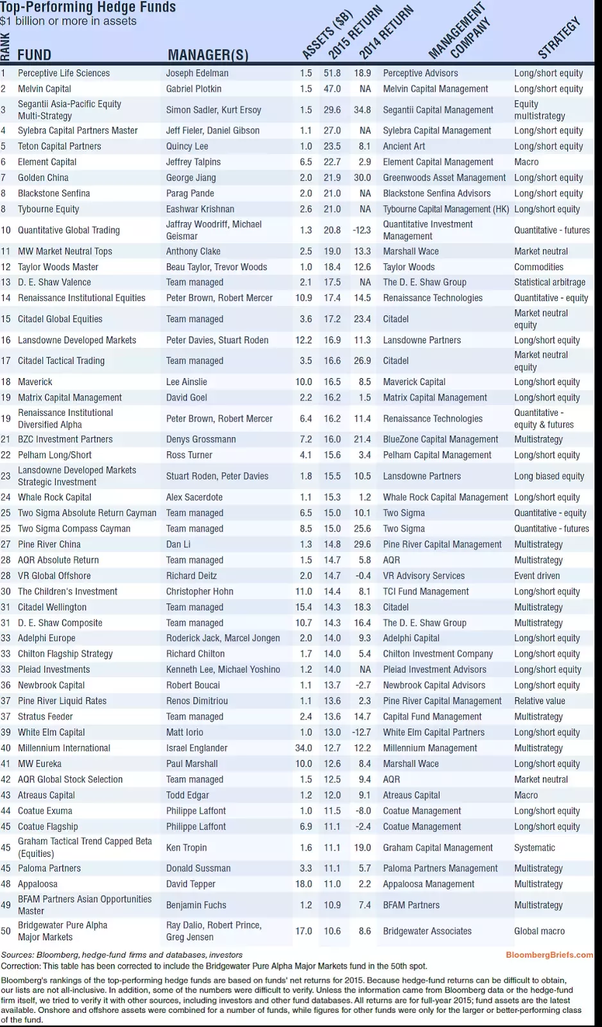 Top-Performing Hedge Funds
$1 billion or more in assets
RANK FUND MANAGER(S) ASSETS ($B) 2015 RETURN 2014 RETURN MANAGEMENT COMPANY STRATEGY
1 Perceptive Life Sciences Joseph Edelman 1.5 51.8 18.9 Perceptive Advisors Long/short equity
2 Melvin Capital Gabriel Plotkin 1.5 47.0 NA Melvin Capital Management Long/short equity
3 Segantii Asia-Pacific Equity Multi-Strategy Simon Sadler, Kurt Ersoy 1.5 29.6 34.8 Segantii Capital Management Equity multistrategy
4 Sylebra Capital Partners Master Jeff Fieler, Daniel Gibson 1.1 27.0 NA Sylebra Capital Management Long/short equity
5 Teton Capital Partners Quincy Lee 1.0 23.5 8.1 Ancient Art Long/short equity
6 Element Capital Jeffrey Talpins 6.5 22.7 2.9 Element Capital Management Macro
7 Golden China George Jiang 2.0 21.9 30.0 Greenwoods Asset Management Long/short equity
8 Blackstone Senfina Parag Pande 2.0 21.0 NA Blackstone Senfina Advisors Long/short equity
8 Tybourne Equity Eashwar Krishnan 2.6 21.0 NA Tybourne Capital Management (HK) Long/short equity
10 Quantitative Global Trading Jaffray Woodriff, Michael Geismar 1.3 20.8 -12.3 Quantitative Investment Management Quantitative - futures
11 MW Market Neutral Tops Anthony Clake 2.5 19.0 13.3 Marshall Wace Market neutral
12 Taylor Woods Master Beau Taylor, Trevor Woods 1.0 18.4 12.6 Taylor Woods Commodities
13 D. E. Shaw Valence Team managed 2.1 17.5 NA The D. E. Shaw Group Statistical arbitrage
14 Renaissance Institutional Equities Peter Brown, Robert Mercer 10.9 17.4 14.5 Renaissance Technologies Quantitative - equity
15 Citadel Global Equities Team managed 3.6 17.2 23.4 Citadel Market neutral equity
16 Lansdowne Developed Markets Peter Davies, Stuart Roden 12.2 16.9 11.3 Lansdowne Partners Long/short equity
17 Citadel Tactical Trading Team managed 3.5 16.6 26.9 Citadel Market neutral equity
18 Maverick Lee Ainslie 10.0 16.5 8.5 Maverick Capital Long/short equity
19 Matrix Capital Management David Goel 2.2 16.2 1.5 Matrix Capital Management Long/short equity
19 Renaissance Institutional Diversified Alpha Peter Brown, Robert Mercer 6.4 16.2 11.4 Renaissance Technologies Quantitative - equity & futures
21 BZC Investment Partners Denys Grossmann 7.2 16.0 21.4 BlueZone Capital Management Multistrategy
22 Pelham Long/Short Ross Turner 4.1 15.6 3.4 Pelham Capital Management Long/short equity
23 Lansdowne Developed Markets Strategic Investment Stuart Roden, Peter Davies 1.8 15.5 10.5 Lansdowne Partners Long biased equity
24 Whale Rock Capital Alex Sacerdote 1.1 15.3 1.2 Whale Rock Capital Management Long/short equity
25 Two Sigma Absolute Return Cayman Team managed 6.5 15.0 10.1 Two Sigma Quantitative - equity
25 Two Sigma Compass Cayman Team managed 8.5 15.0 25.6 Two Sigma Quantitative - futures
27 Pine River China Dan Li 1.3 14.8 29.6 Pine River Capital Management Multistrategy
28 AQR Absolute Return Team managed 1.5 14.7 5.8 AQR Multistrategy
28 VR Global Offshore Richard Deitz 2.0 14.7 -0.4 VR Advisory Services Event driven
30 The Children's Investment Christopher Hohn 11.0 14.4 8.1 TCI Fund Management Long/short equity
31 Citadel Wellington Team managed 15.4 14.3 18.3 Citadel Multistrategy
31 D. E. Shaw Composite Team managed 10.7 14.3 16.4 The D. E. Shaw Group Multistrategy
33 Adelphi Europe Roderick Jack, Marcel Jongen 2.0 14.0 9.3 Adelphi Capital Long/short equity
33 Chilton Flagship Strategy Richard Chilton 1.7 14.0 5.4 Chilton Investment Company Long/short equity
33 Pleiad Investments Kenneth Lee, Michael Yoshino 1.2 14.0 NA Pleiad Investment Advisors Long/short equity
36 Newbrook Capital Robert Boucai 1.1 13.7 -2.7 Newbrook Capital Advisors Long/short equity
37 Pine River Liquid Rates Renos Dimitriou 1.1 13.6 2.3 Pine River Capital Management Relative value
37 Stratus Feeder Team managed 2.4 13.6 14.7 Capital Fund Management Multistrategy
39 White Elm Capital Matt Iorio 1.0 13.0 -12.7 White Elm Capital Partners Long/short equity
40 Millennium International Israel Englander 34.0 12.7 12.2 Millennium Management Multistrategy
41 MW Eureka Paul Marshall 10.0 12.6 8.4 Marshall Wace Long/short equity
42 AQR Global Stock Selection Team managed 1.5 12.5 9.4 AQR Market neutral
43 Atreaus Capital Todd Edgar 1.2 12.0 9.1 Atreaus Capital Macro
44 Coatue Exuma Philippe Laffont 1.0 11.5 -8.0 Coatue Management Long/short equity
45 Coatue Flagship Philippe Laffont 6.9 11.1 -2.4 Coatue Management Long/short equity
45 Graham Tactical Trend Capped Beta (Equities) Ken Tropin 1.6 11.1 19.0 Graham Capital Management Systematic
45 Paloma Partners Donald Sussman 3.3 11.1 5.7 Paloma Partners Management Multistrategy
48 Appaloosa David Tepper 18.0 11.0 2.2 Appaloosa Management Multistrategy
49 BFAM Partners Asian Opportunities Master Benjamin Fuchs 1.2 10.9 7.4 BFAM Partners Multistrategy
50 Bridgewater Pure Alpha Major Markets Ray Dalio, Robert Prince, Greg Jensen 17.0 10.6 8.6 Bridgewater Associates Global macro
Sources: Bloomberg, hedge-fund firms and databases, investors BloombergBriefs.com
Correction: This table has been corrected to include the Bridgewater Pure Alpha Major Markets fund in the 50th spot.
Bloomberg's rankings of the top-performing hedge funds are based on funds' net returns for 2015. Because hedge-fund returns can be difficult to obtain,
our lists are not all-inclusive. In addition, some of the numbers were difficult to verify. Unless the information came from Bloomberg data or the hedge-fund
firm itself, we tried to verify it with other sources, including investors and other fund databases. All returns are for full-year 2015; fund assets are the latest
available. Onshore and offshore assets were combined for a number of funds, while figures for other funds were only for the larger or better-performing class
of the fund.